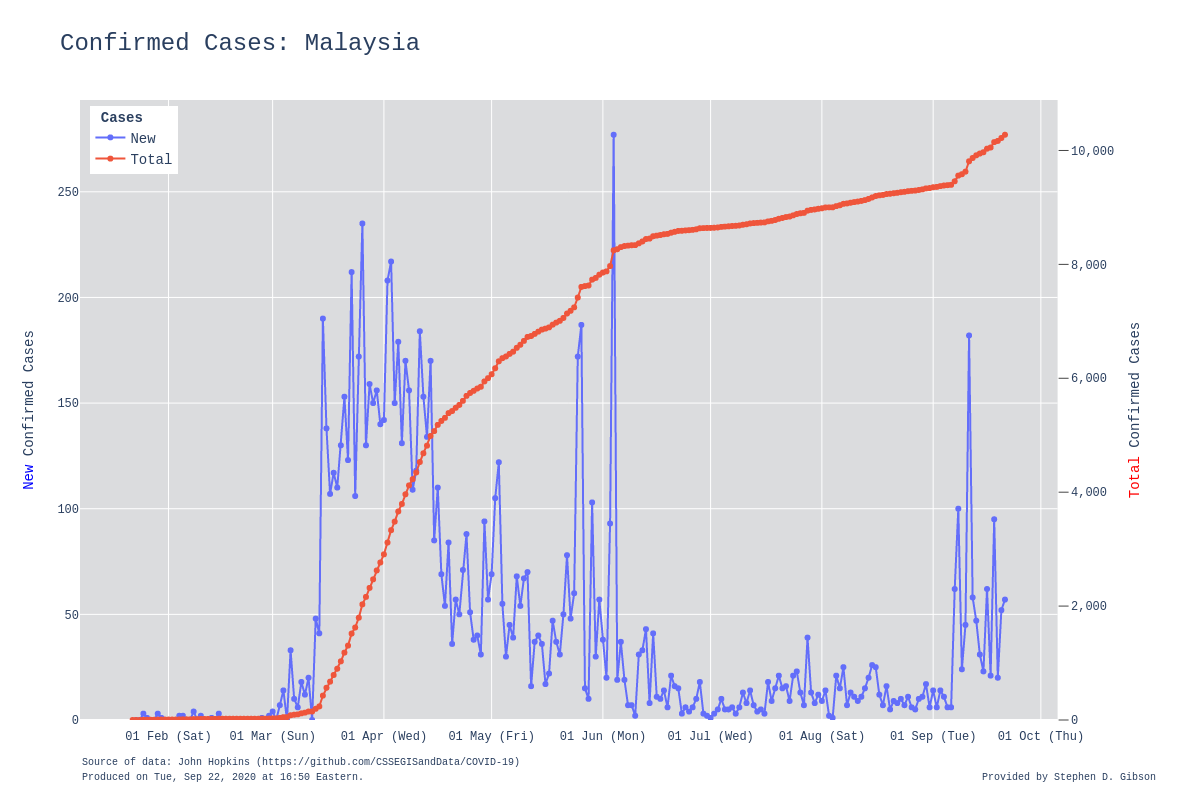 Confirmed Cases: Malaysia
Cases
New
Total
250
200
150
100
50
0
10,000
8,000
6,000
4,000
2,000
0
New Confirmed Cases
Total Confirmed Cases
01 Feb (Sat) 01 Mar (Sun) 01 Apr (Wed) 01 May (Fri) 01 Jun (Mon) 01 Jul (Wed) 01 Aug (Sat) 01 Sep (Tue) 01 Oct (Thu)
Source of data: John Hopkins (https://github.com/CSSEGISandData/COVID-19)
Produced on Tue, Sep 22, 2020 at 16:50 Eastern.
Provided by Stephen D. Gibson